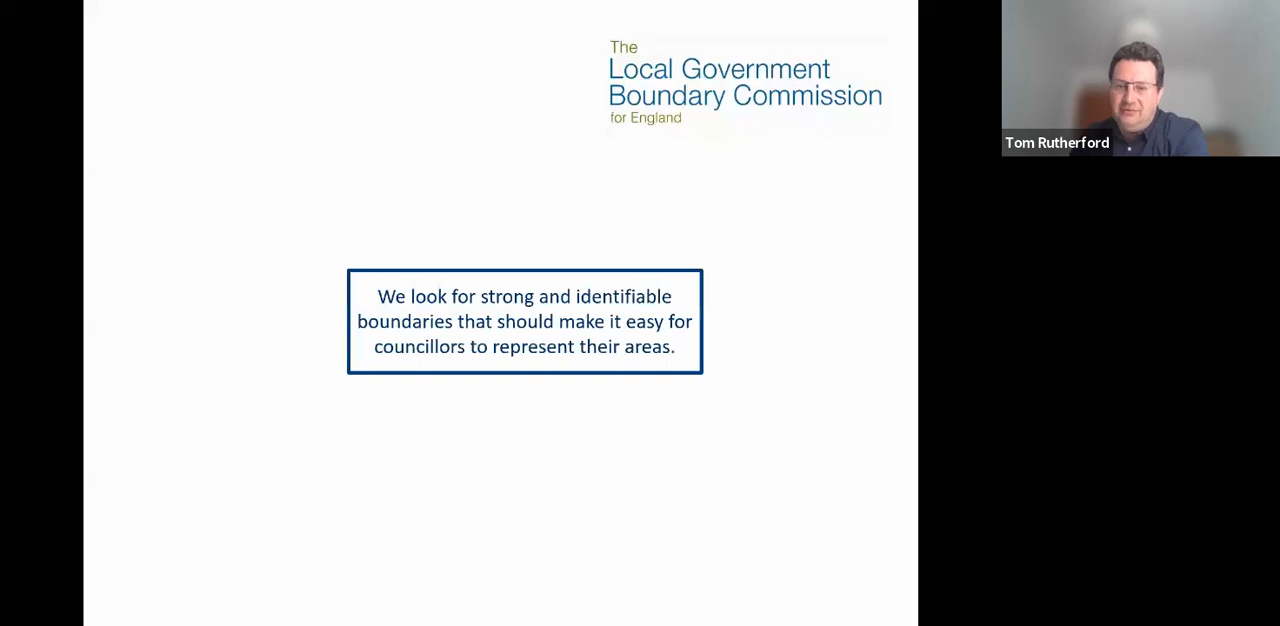 The
Local Government
Boundary Commission
for England
Tom Rutherford
We look for strong and identifiable
boundaries that should make it easy for
councillors to represent their areas.